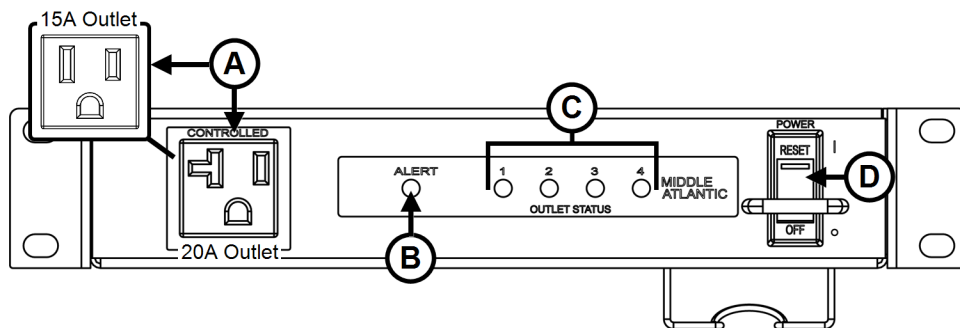 15A Outlet
A
C
CONTROLLED
POWER
RESET
ALERT
1 2 3 4
MIDDLE
ATLANTIC
D
OUTLET STATUS
OFF
20A Outlet
B